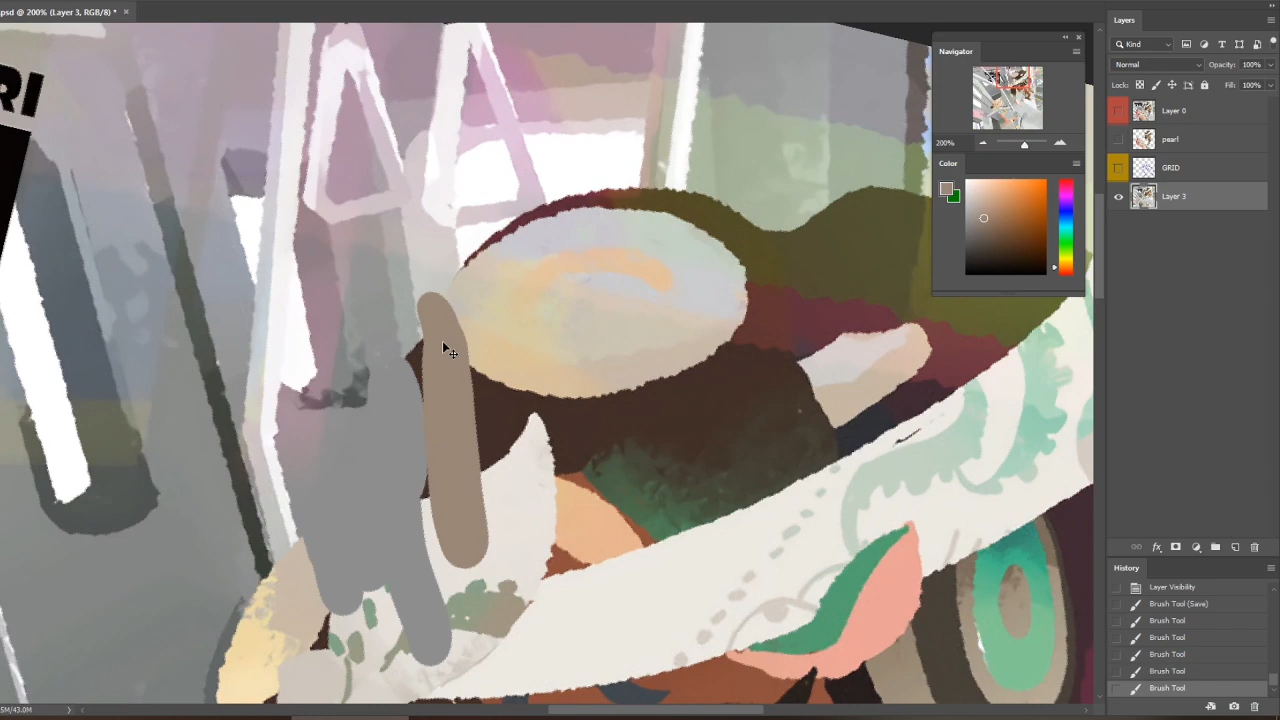 psd @ 200% (Layer 3, RGB/8) *
RI
Navigator
200%
Color
Layers
Kind
Normal
Opacity: 100%
Lock:
Fill: 100%
Layer 0
pearl
GRID
Layer 3
fx
History
Layer Visibility
Brush Tool (Save)
Brush Tool
Brush Tool
Brush Tool
Brush Tool
Brush Tool
5M/43.0M